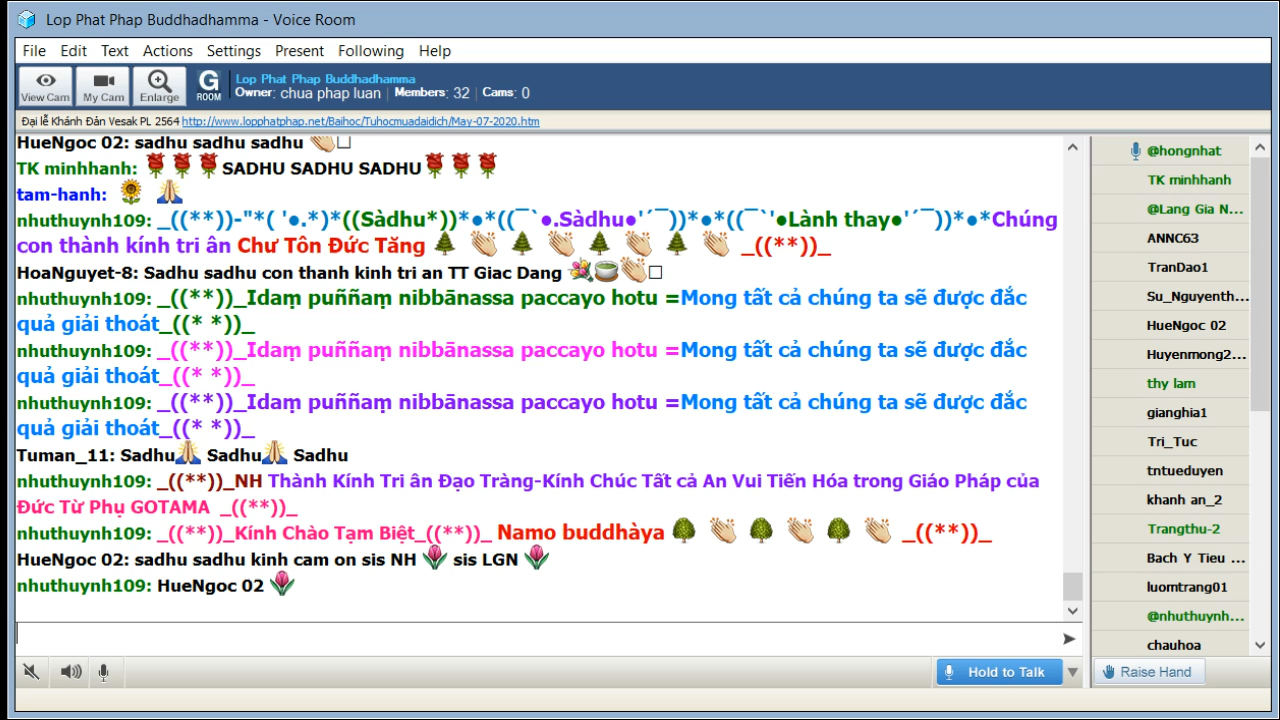 Lop Phat Phap Buddhadhamma - Voice Room
File Edit Text Actions Settings Present Following Help
View Cam My Cam Enlarge G ROOM
Lop Phat Phap Buddhadhamma
Owner: chua phap luan | Members: 32 | Cams: 0
Đại lễ Khánh Đản Vesak PL 2564 http://www.lopphatphap.net/Baihoc/Tuhocmuadaidich/May-07-2020.htm
HueNgoc 02: sadhu sadhu sadhu 👏🏻□
TK minhhanh: 🌹🌹🌹SADHU SADHU SADHU🌹🌹🌹
tam-hanh: 🌻 🙏
nhuthuynh109: _((**))-"*( '●.*)*((Sàdhu*))*●*((¯`●.Sàdhu●'´¯))*●*((¯`'●Lành thay●'´¯))*●*Chúng
con thành kính tri ân Chư Tôn Đức Tăng 🌲 👏🏻 🌲 👏🏻 🌲 👏🏻 🌲 👏🏻 _((**))_
HoaNguyet-8: Sadhu sadhu con thanh kinh tri an TT Giac Dang 💐🍵👏🏻□
nhuthuynh109: _((**))_Idaṃ puññaṃ nibbānassa paccayo hotu =Mong tất cả chúng ta sẽ được đắc
quả giải thoát_((* *))_
nhuthuynh109: _((**))_Idaṃ puññaṃ nibbānassa paccayo hotu =Mong tất cả chúng ta sẽ được đắc
quả giải thoát_((* *))_
nhuthuynh109: _((**))_Idaṃ puññaṃ nibbānassa paccayo hotu =Mong tất cả chúng ta sẽ được đắc
quả giải thoát_((* *))_
Tuman_11: Sadhu🙏 Sadhu🙏 Sadhu
nhuthuynh109: _((**))_NH Thành Kính Tri ân Đạo Tràng-Kính Chúc Tất cả An Vui Tiến Hóa trong Giáo Pháp của
Đức Từ Phụ GOTAMA _((**))_
nhuthuynh109: _((**))_Kính Chào Tạm Biệt_((**))_ Namo buddhàya 🌳 👏🏻 🌳 👏🏻 🌳 👏🏻 _((**))_
HueNgoc 02: sadhu sadhu kinh cam on sis NH 🌷 sis LGN 🌷
nhuthuynh109: HueNgoc 02 🌷
Hold to Talk
@hongnhat
TK minhhanh
@Lang Gia N...
ANNC63
TranDao1
Su_Nguyenth...
HueNgoc 02
Huyenmong2...
thy lam
gianghia1
Tri_Tuc
tntueduyen
khanh an_2
Trangthu-2
Bach Y Tieu ...
luomtrang01
@nhuthuynh...
chauhoa
Raise Hand